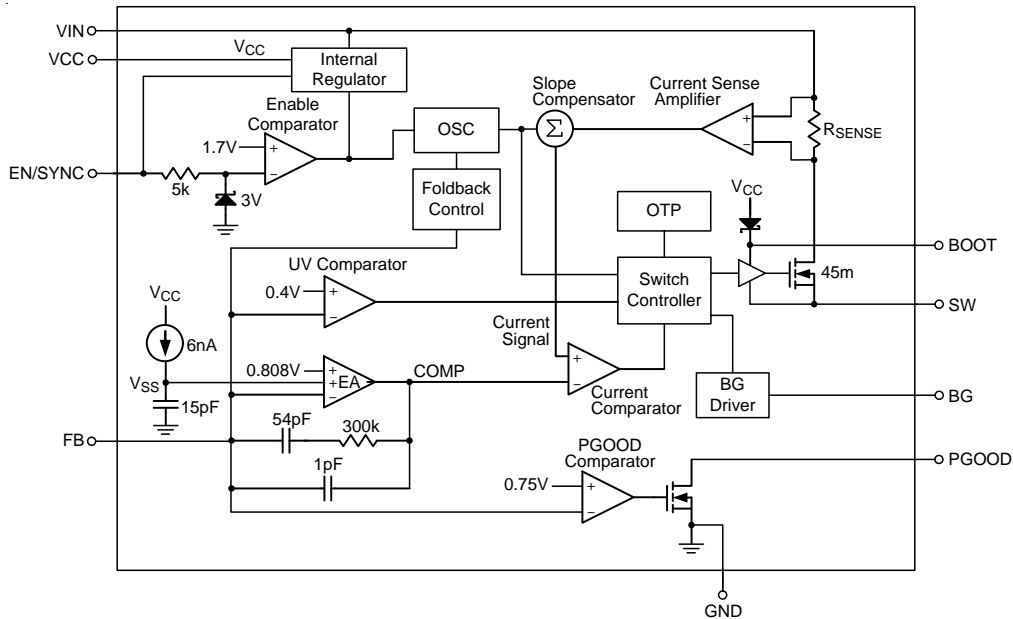 VIN
VCC
VCC
Internal
Regulator
Slope
Compensator
Current Sense
Amplifier
+
−
RSENSE
Enable
Comparator
1.7V
+
−
OSC
Σ
EN/SYNC
5k
3V
Foldback
Control
OTP
VCC
BOOT
UV Comparator
0.4V
+
−
Switch
Controller
45m
SW
VCC
6nA
Current
Signal
VSS
0.808V
+
+EA
−
COMP
+
−
Current
Comparator
BG
Driver
BG
15pF
FB
54pF
300k
1pF
PGOOD
Comparator
PGOOD
0.75V
+
−
GND